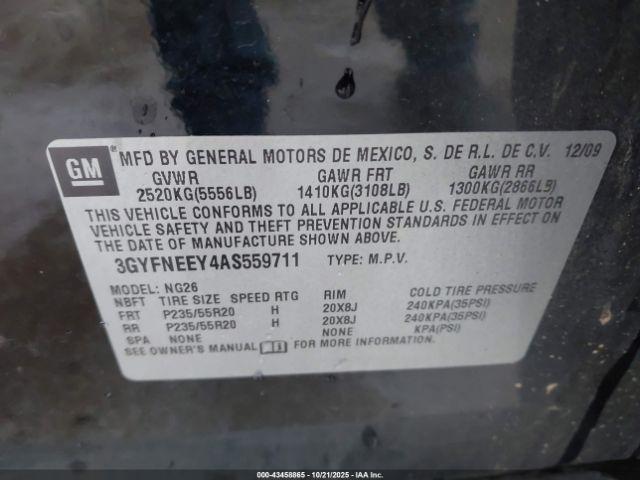 GM
MFD BY GENERAL MOTORS DE MEXICO, S. DE R.L. DE C.V. 12/09
GVWR GAWR FRT GAWR RR
2520KG(5556LB) 1410KG(3108LB) 1300KG(2866LB)
THIS VEHICLE CONFORMS TO ALL APPLICABLE U.S. FEDERAL MOTOR
VEHICLE SAFETY AND THEFT PREVENTION STANDARDS IN EFFECT ON
THE DATE OF MANUFACTURE SHOWN ABOVE.
3GYFNEEY4AS559711 TYPE: M.P.V.
MODEL: NG26
NBFT TIRE SIZE SPEED RTG RIM COLD TIRE PRESSURE
FRT P235/55R20 H 20X8J 240KPA(35PSI)
RR P235/55R20 H 20X8J 240KPA(35PSI)
SPA NONE - NONE KPA(PSI)
SEE OWNER'S MANUAL FOR MORE INFORMATION.
000-43458865 - 10/21/2025 - IAAI.COM